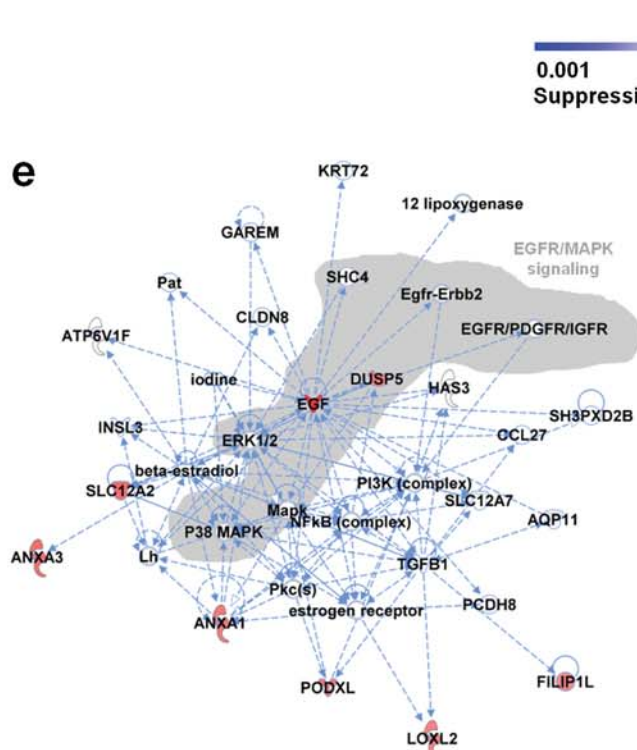 0.001
Suppressi
e
KRT72
12 lipoxygenase
GAREM
EGFR/MAPK
signaling
SHC4
Pat
Egfr-Erbb2
CLDN8
EGFR/PDGFR/IGFR
ATP6V1F
iodine
DUSP5
HAS3
EGF
SH3PXD2B
INSL3
CCL27
ERK1/2
beta-estradiol
PI3K (complex)
SLC12A2
SLC12A7
Mapk
NFkB (complex)
AQP11
P38 MAPK
ANXA3
Lh
TGFB1
Pkc(s)
estrogen receptor
PCDH8
ANXA1
PODXL
FILIP1L
LOXL2